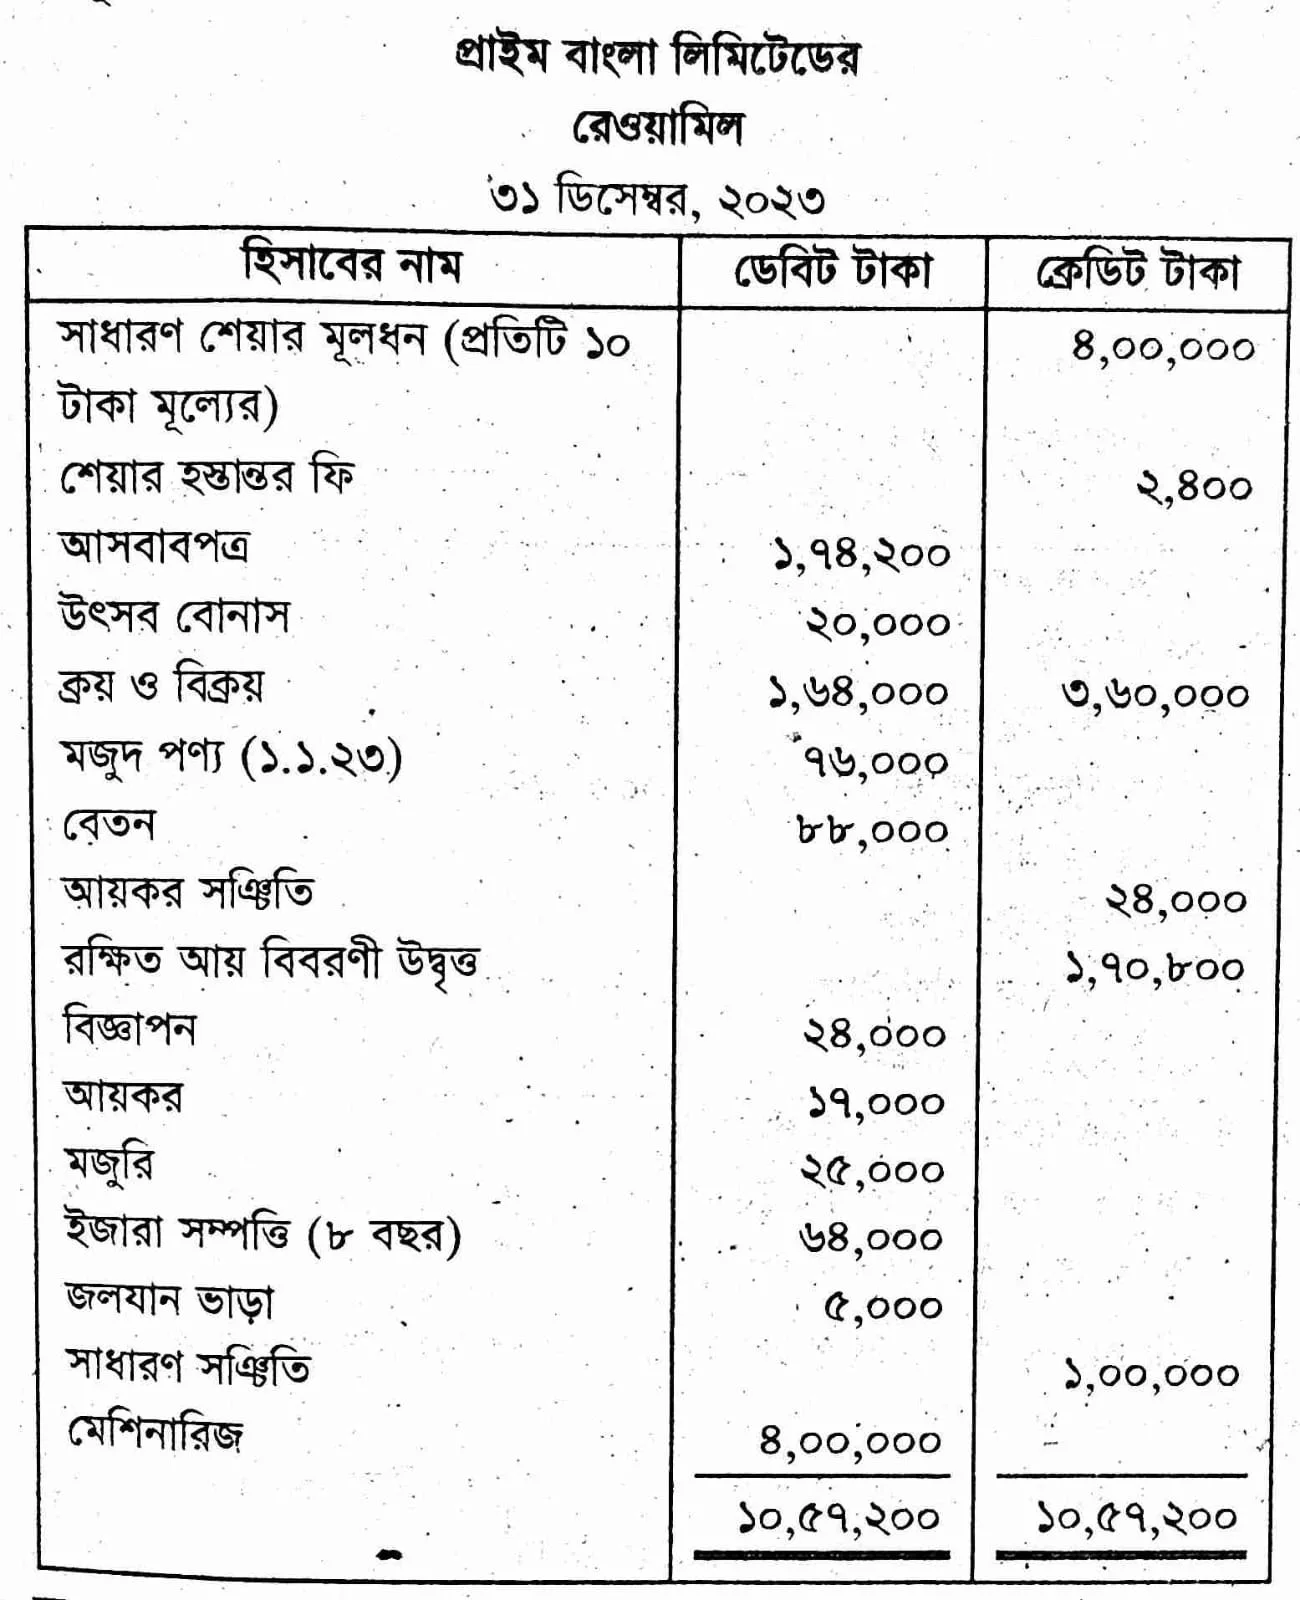 প্রাইম বাংলা লিমিটেডের
রেওয়ামিল
৩১ ডিসেম্বর, ২০২৩
হিসাবের নাম ডেবিট টাকা ক্রেডিট টাকা
সাধারণ শেয়ার মূলধন (প্রতিটি ১০ ৪,০০,০০০
টাকা মূল্যের)
শেয়ার হস্তান্তর ফি ২,৪০০
আসবাবপত্র ১,৭৪,২০০
উৎসব বোনাস ২০,০০০
ক্রয় ও বিক্রয় ১,৬৪,০০০ ৩,৬০,০০০
মজুদ পণ্য (১.১.২৩) ৭৬,০০০
বেতন ৮৮,০০০
আয়কর সঞ্চিতি ২৪,০০০
রক্ষিত আয় বিবরণী উদ্বৃত্ত ১,৭০,৮০০
বিজ্ঞাপন ২৪,০০০
আয়কর ১৭,০০০
মজুরি ২৫,০০০
ইজারা সম্পত্তি (৮ বছর) ৬৪,০০০
জলযান ভাড়া ৫,০০০
সাধারণ সঞ্চিতি ১,০০,০০০
মেশিনারিজ ৪,০০,০০০
১০,৫৭,২০০ ১০,৫৭,২০০